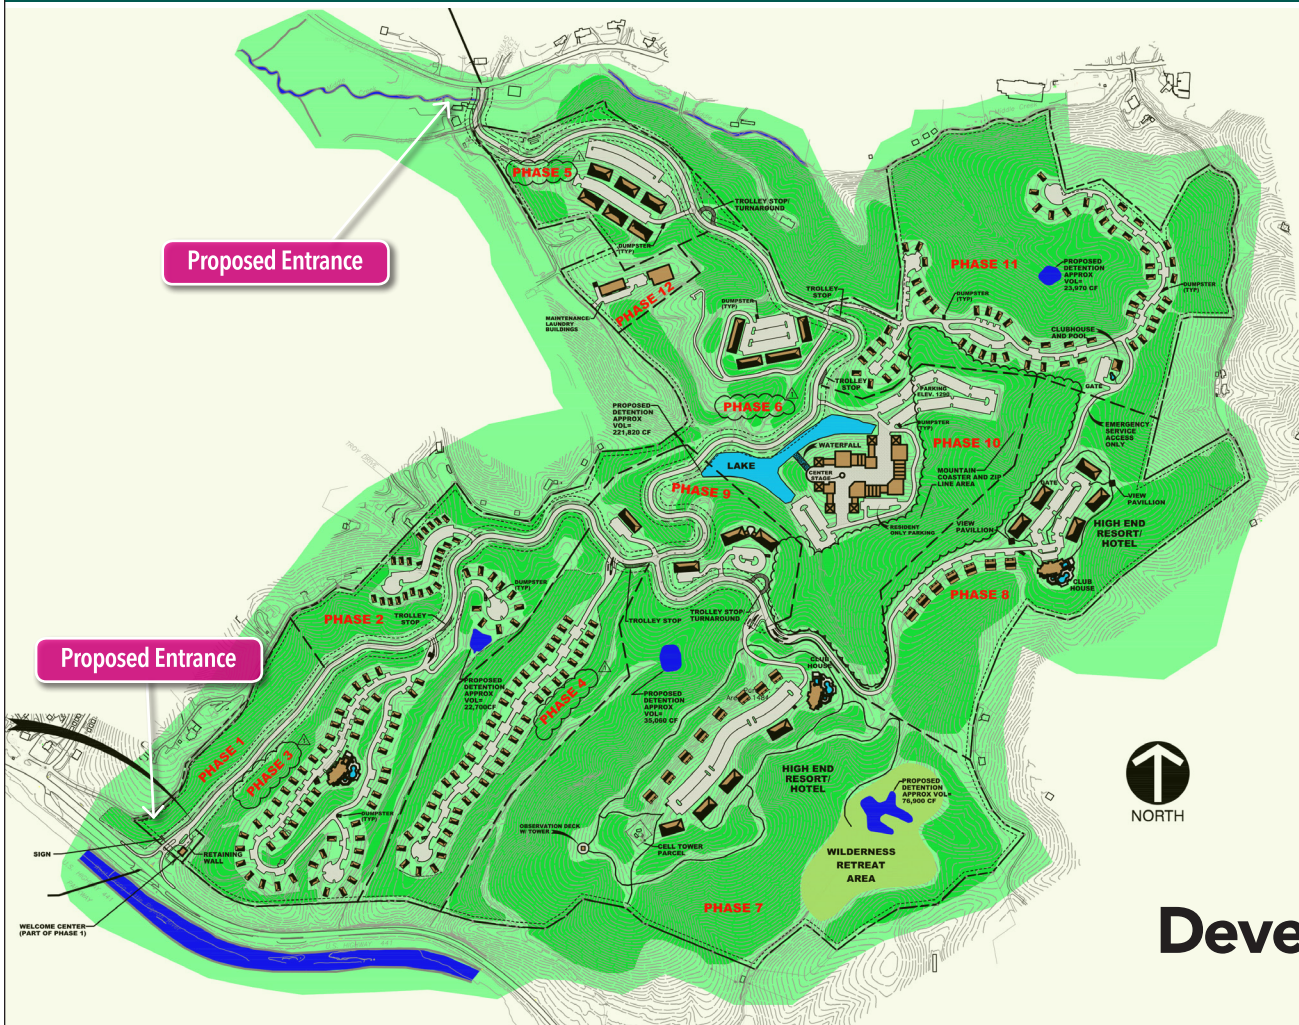 Proposed Entrance
PHASE 5
TROLLEY STOP/
TURNAROUND
DUMPSTER
(TYP)
PHASE 12
MAINTENANCE/
LAUNDRY
BUILDINGS
DUMPSTER
(TYP)
TROLLEY
STOP
PHASE 11
PROPOSED
DETENTION
APPROX
VOL=
23,970 CF
DUMPSTER
(TYP)
DUMPSTER
(TYP)
CLUBHOUSE
AND POOL
GATE
TROLLEY
STOP
PARKING
ELEV. 1290
PHASE 6
PROPOSED
DETENTION
APPROX
VOL=
221,820 CF
DUMPSTER
(TYP)
EMERGENCY
SERVICE
ACCESS
ONLY
PHASE 10
WATERFALL
LAKE
CENTER
STAGE
MOUNTAIN
COASTER AND ZIP
LINE AREA
PHASE 9
RESIDENT
ONLY PARKING
GATE
VIEW
PAVILLION
VIEW
PAVILLION
HIGH END
RESORT/
HOTEL
CLUB
HOUSE
PHASE 8
DUMPSTER
(TYP)
PHASE 2
TROLLEY
STOP
TROLLEY STOP
TROLLEY STOP/
TURNAROUND
Proposed Entrance
PROPOSED
DETENTION
APPROX
VOL=
22,700CF
PHASE 4
PROPOSED
DETENTION
APPROX
VOL=
35,060 CF
CLUB
HOUSE
PHASE 1
PHASE 3
HIGH END
RESORT/
HOTEL
PROPOSED
DETENTION
APPROX VOL=
76,900 CF
DUMPSTER
(TYP)
OBSERVATION DECK
W/ TOWER
CELL TOWER
PARCEL
WILDERNESS
RETREAT
AREA
SIGN
RETAINING
WALL
WELCOME CENTER
(PART OF PHASE 1)
PHASE 7
NORTH
Deve